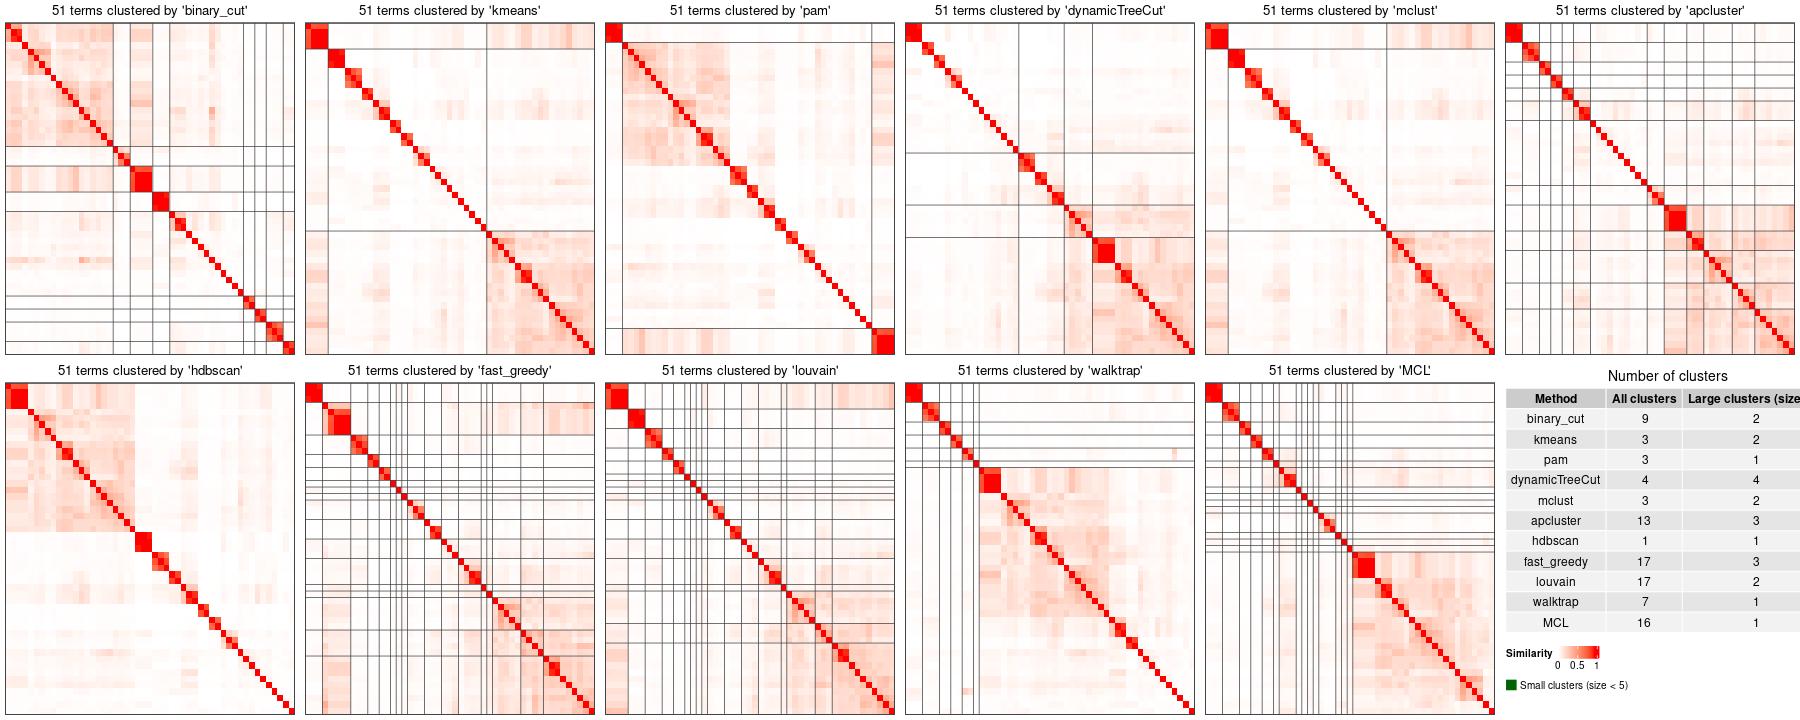 51 terms clustered by 'binary_cut'
51 terms clustered by 'kmeans'
51 terms clustered by 'pam'
51 terms clustered by 'dynamicTreeCut'
51 terms clustered by 'mclust'
51 terms clustered by 'apcluster'
51 terms clustered by 'hdbscan'
51 terms clustered by 'fast_greedy'
51 terms clustered by 'louvain'
51 terms clustered by 'walktrap'
51 terms clustered by 'MCL'
Number of clusters
Method All clusters Large clusters (size
binary_cut 9 2
kmeans 3 2
pam 3 1
dynamicTreeCut 4 4
mclust 3 2
apcluster 13 3
hdbscan 1 1
fast_greedy 17 3
louvain 17 2
walktrap 7 1
MCL 16 1
Similarity
0 0.5 1
Small clusters (size < 5)